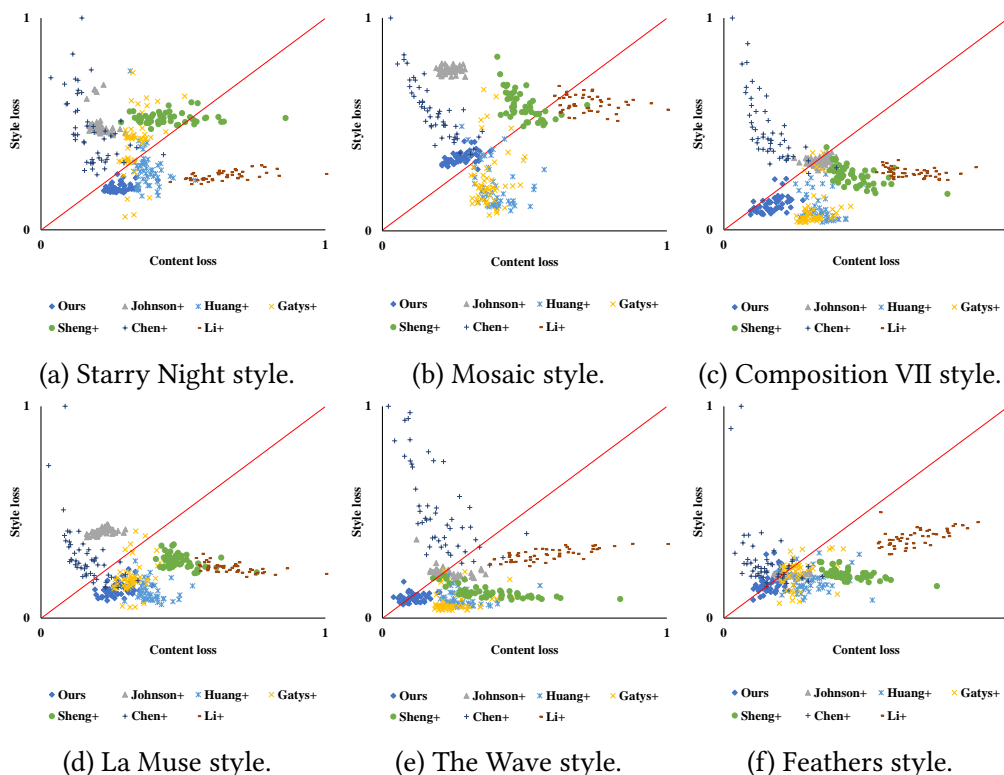 1 1 1
Style loss Style loss Style loss
0 0 0
0 1 0 1 0
Content loss Content loss Content loss
Ours Johnson+ Huang+ Gatys+ Ours Johnson+ Huang+ Gatys+ Ours Johnson+ Huang+ Gatys+
Sheng+ Chen+ Li+ Sheng+ Chen+ Li+ Sheng+ Chen+ Li+
(a) Starry Night style. (b) Mosaic style. (c) Composition VII style.
1 1 1
Style loss Style loss Style loss
0 0 0
0 1 0 1 0
Content loss Content loss Content loss
Ours Johnson+ Huang+ Gatys+ Ours Johnson+ Huang+ Gatys+ Ours Johnson+ Huang+ Gatys+
Sheng+ Chen+ Li+ Sheng+ Chen+ Li+ Sheng+ Chen+ Li+
(d) La Muse style. (e) The Wave style. (f) Feathers style.